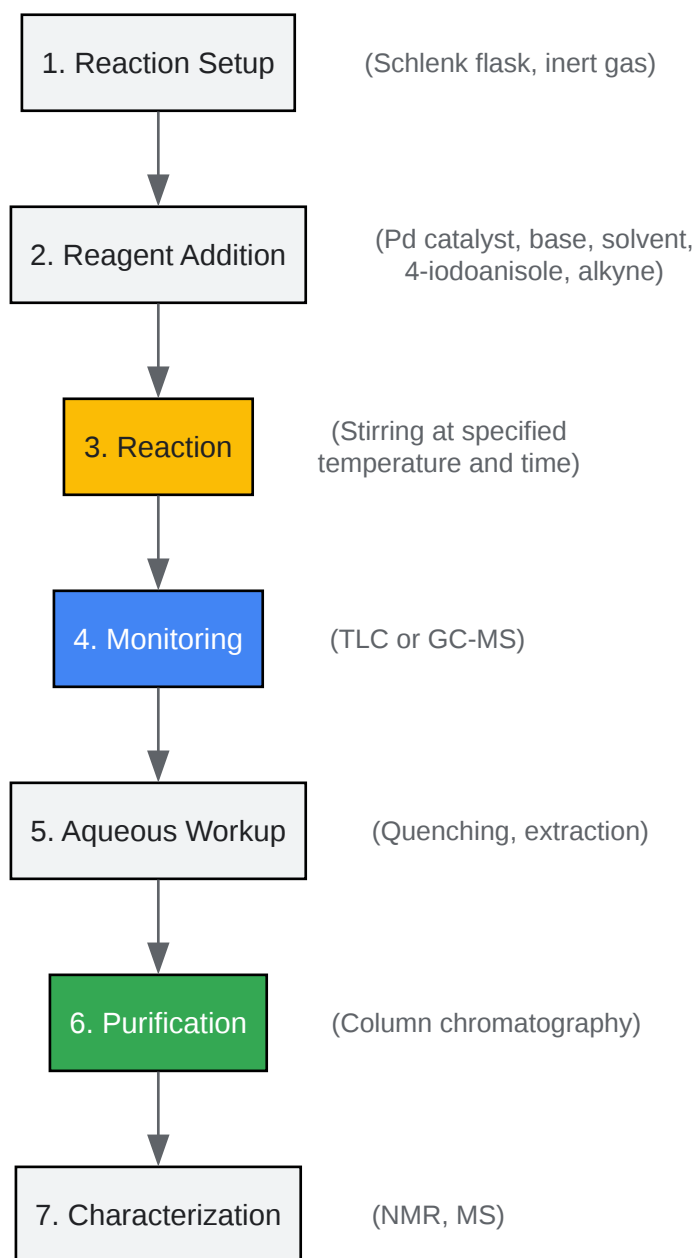 1. Reaction Setup
(Schlenk flask, inert gas)
2. Reagent Addition
(Pd catalyst, base, solvent,
4-iodoanisole, alkyne)
3. Reaction
(Stirring at specified
temperature and time)
4. Monitoring
(TLC or GC-MS)
5. Aqueous Workup
(Quenching, extraction)
6. Purification
(Column chromatography)
7. Characterization
(NMR, MS)